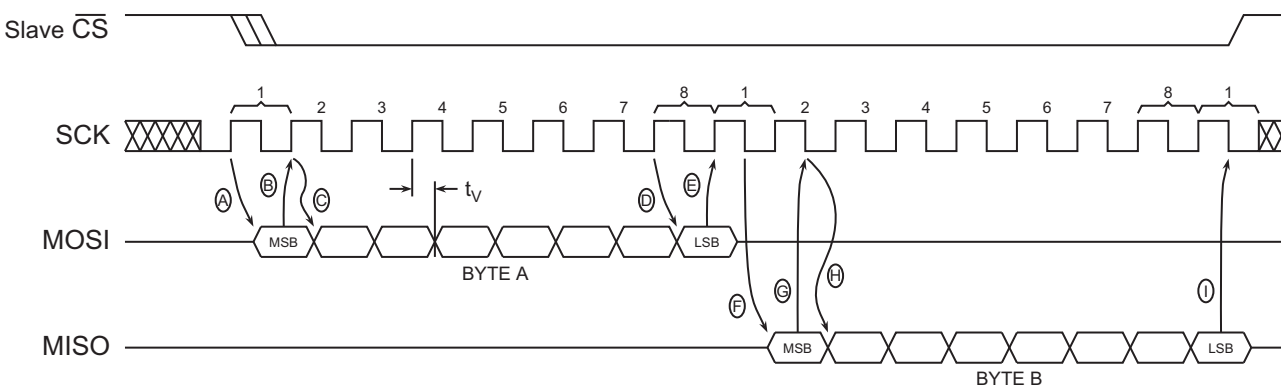 Slave CS
1 2 3 4 5 6 7 8 1 2 3 4 5 6 7 8 1
SCK
A B C tV D E
MOSI MSB LSB
BYTE A
F G H I
MISO MSB LSB
BYTE B